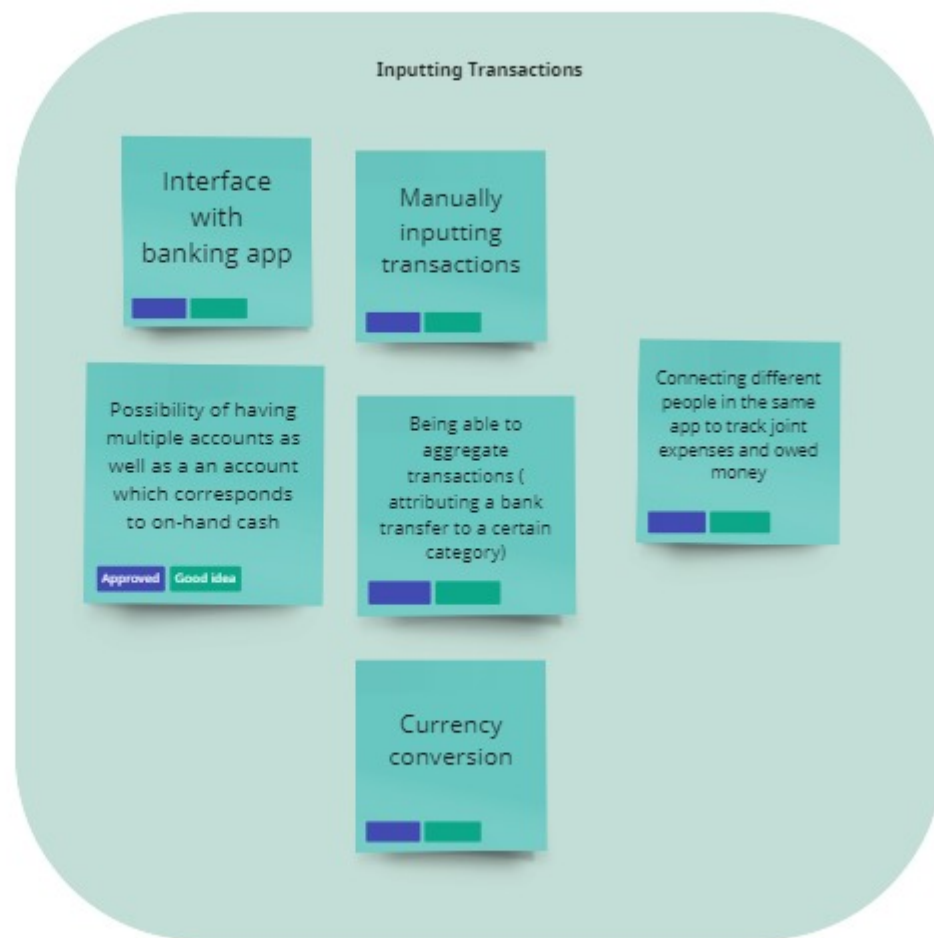 Inputting Transactions
Interface
with
banking app
Manually
inputting
transactions
Possibility of having
multiple accounts as
well as a an account
which corresponds
to on-hand cash
Approved Good idea
Being able to
aggregate
transactions (
attributing a bank
transfer to a certain
category)
Connecting different
people in the same
app to track joint
expenses and owed
money
Currency
conversion